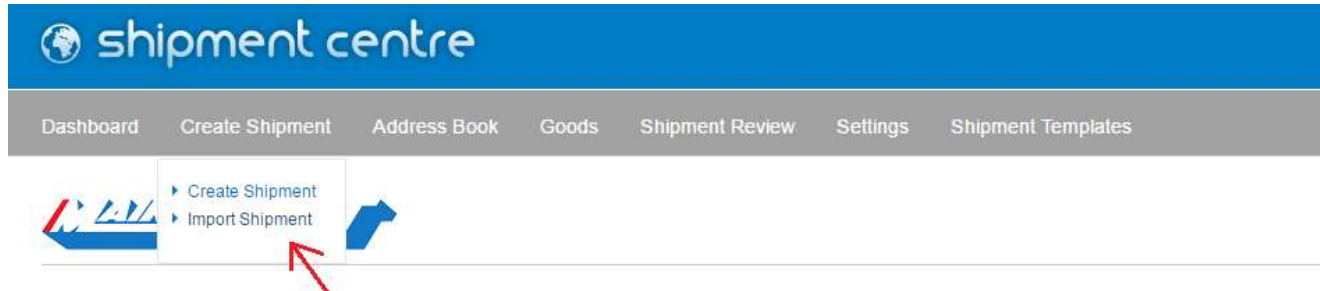 shipment centre
Dashboard Create Shipment Address Book Goods Shipment Review Settings Shipment Templates
Create Shipment
Import Shipment